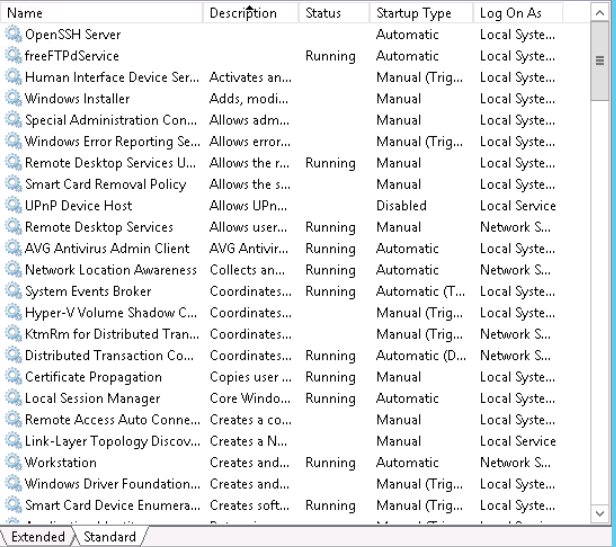 Name Description Status Startup Type Log On As
OpenSSH Server Automatic Local Syste...
freeFTPdService Running Automatic Local Syste...
Human Interface Device Ser... Activates an... Manual (Trig... Local Syste...
Windows Installer Adds, modi... Manual Local Syste...
Special Administration Con... Allows adm... Manual Local Syste...
Windows Error Reporting Se... Allows error... Manual (Trig... Local Syste...
Remote Desktop Services U... Allows the r... Running Manual Local Syste...
Smart Card Removal Policy Allows the s... Manual Local Syste...
UPnP Device Host Allows UPn... Disabled Local Service
Remote Desktop Services Allows user... Running Manual Network S...
AVG Antivirus Admin Client AVG Antivir... Running Automatic Local Syste...
Network Location Awareness Collects an... Running Automatic Network S...
System Events Broker Coordinates... Running Automatic (T... Local Syste...
Hyper-V Volume Shadow C... Coordinates... Manual (Trig... Local Syste...
KtmRm for Distributed Tran... Coordinates... Manual (Trig... Network S...
Distributed Transaction Co... Coordinates... Running Automatic (D... Network S...
Certificate Propagation Copies user ... Running Manual Local Syste...
Local Session Manager Core Windo... Running Automatic Local Syste...
Remote Access Auto Conne... Creates a co... Manual Local Syste...
Link-Layer Topology Discov... Creates a N... Manual Local Service
Workstation Creates and... Running Automatic Network S...
Windows Driver Foundation... Creates and... Manual (Trig... Local Syste...
Smart Card Device Enumera... Creates soft... Running Manual (Trig... Local Syste...
Extended Standard